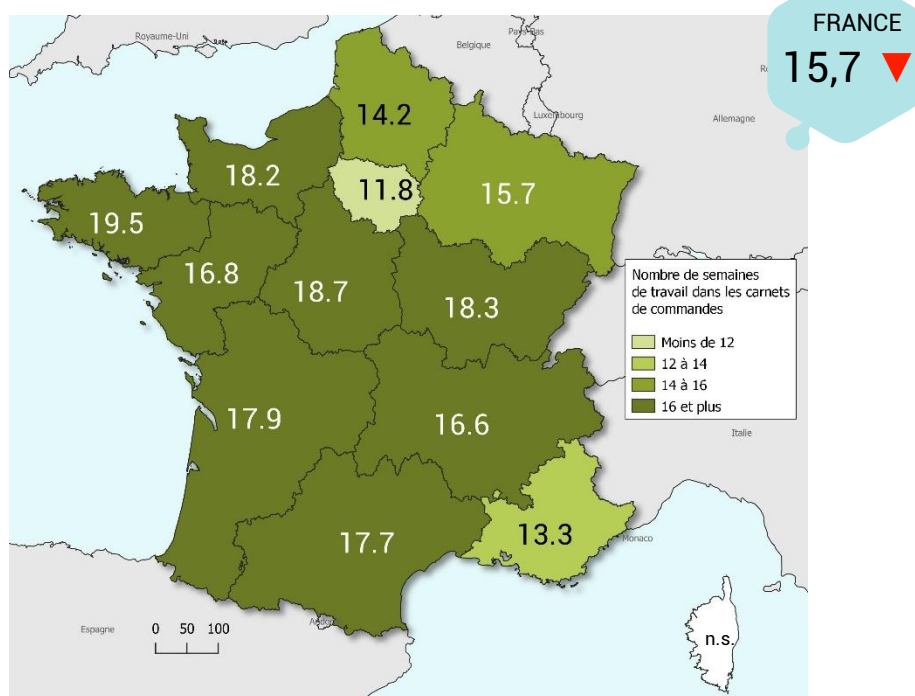 FRANCE
15,7
Royaume-Uni
Belgique
Pays-Bas
Luxembourg
Allemagne
14.2
11.8
15.7
18.2
19.5
16.8
18.7
18.3
Nombre de semaines
de travail dans les carnets
de commandes
Moins de 12
12 à 14
14 à 16
16 et plus
17.9
16.6
Italie
13.3
Monaco
17.7
Espagne
0 50 100
n.s.